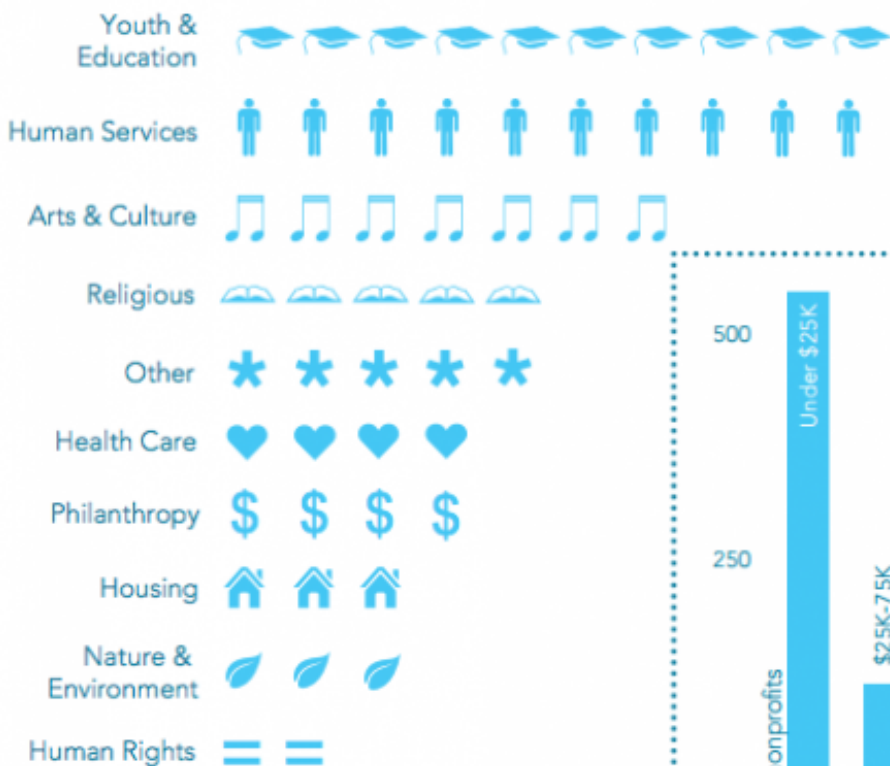 Youth &
Education
Human Services
Arts & Culture
Religious
Other
Health Care
Philanthropy
Housing
Nature &
Environment
Human Rights
500
250
Under $25K
$25K-75K
onprofits